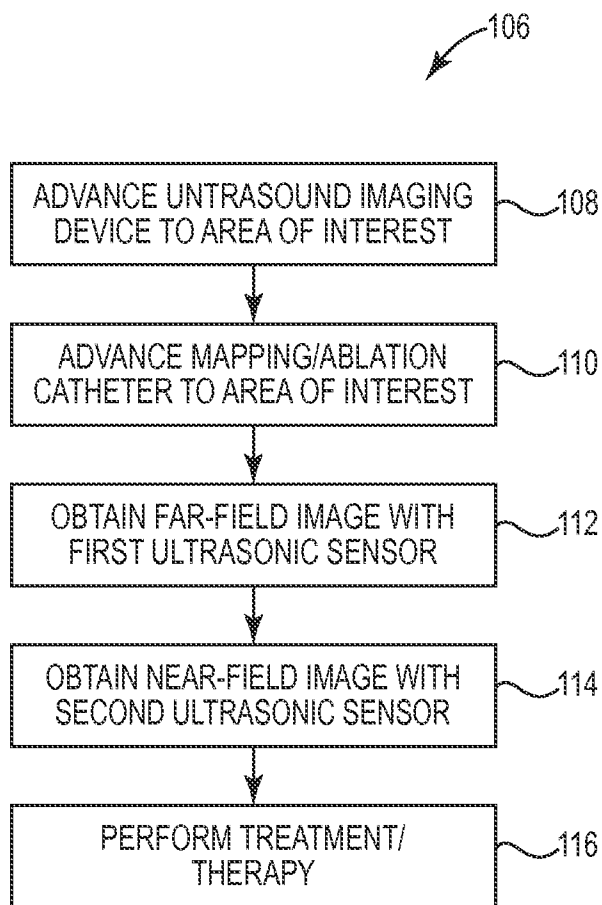 106
ADVANCE UNTRASOUND IMAGING
DEVICE TO AREA OF INTEREST
108
ADVANCE MAPPING/ABLATION
CATHETER TO AREA OF INTEREST
110
OBTAIN FAR-FIELD IMAGE WITH
FIRST ULTRASONIC SENSOR
112
OBTAIN NEAR-FIELD IMAGE WITH
SECOND ULTRASONIC SENSOR
114
PERFORM TREATMENT/
THERAPY
116